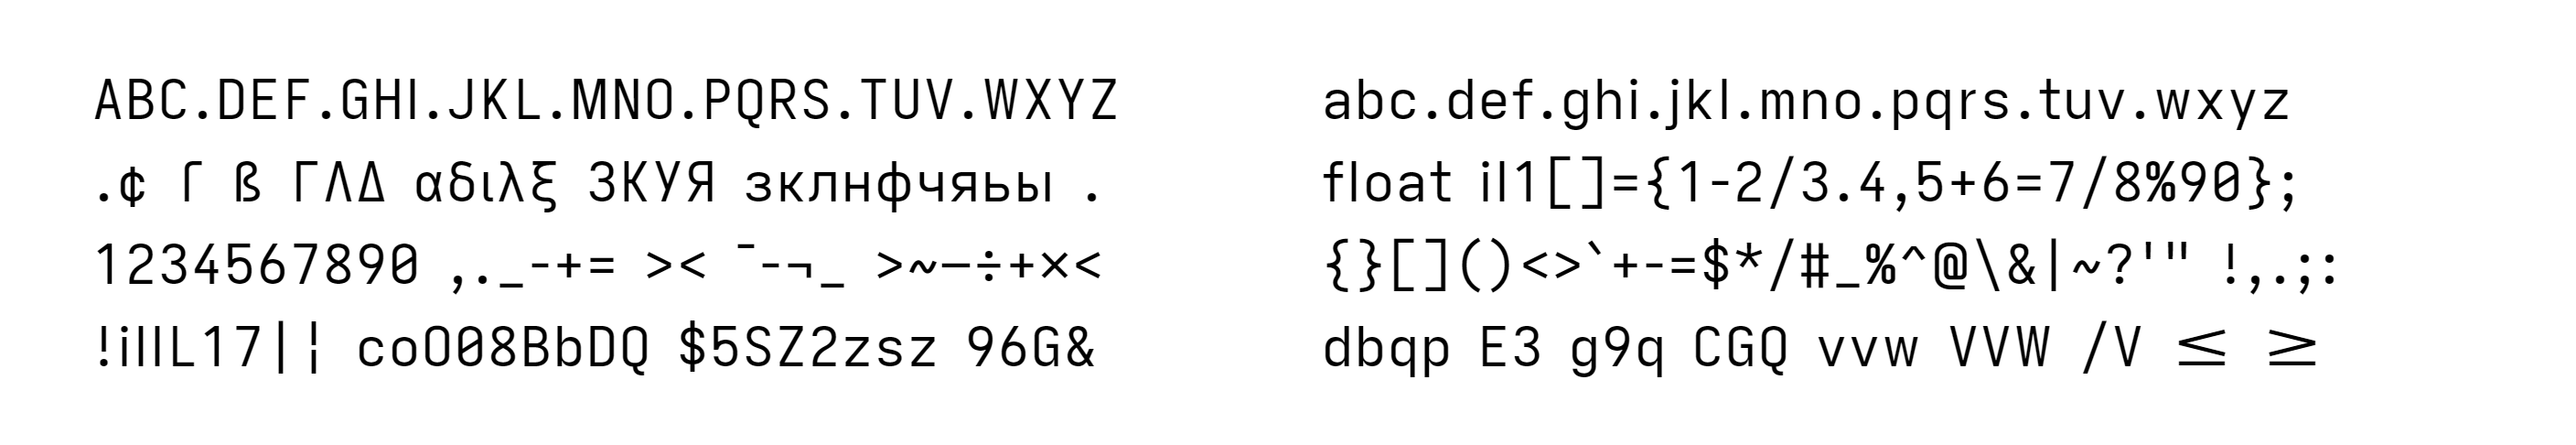 ABC.DEF.GHI.JKL.MNO.PQRS.TUV.WXYZ
.¢ ſ ß ΓΛΔ αδιλξ ЗКУЯ зклнфчяьы .
1234567890 ,._-+= >< ¯-¬_ >~–÷+×<
!iIlL17|¦ coO08BbDQ $5SZ2zsz 96G&
abc.def.ghi.jkl.mno.pqrs.tuv.wxyz
float il1[]={1-2/3.4,5+6=7/8%90};
{}[]()<>`+-=$*/#_%^@\&|~?'" !,.;:
dbqp E3 g9q CGQ vvw VVW /V ≤ ≥